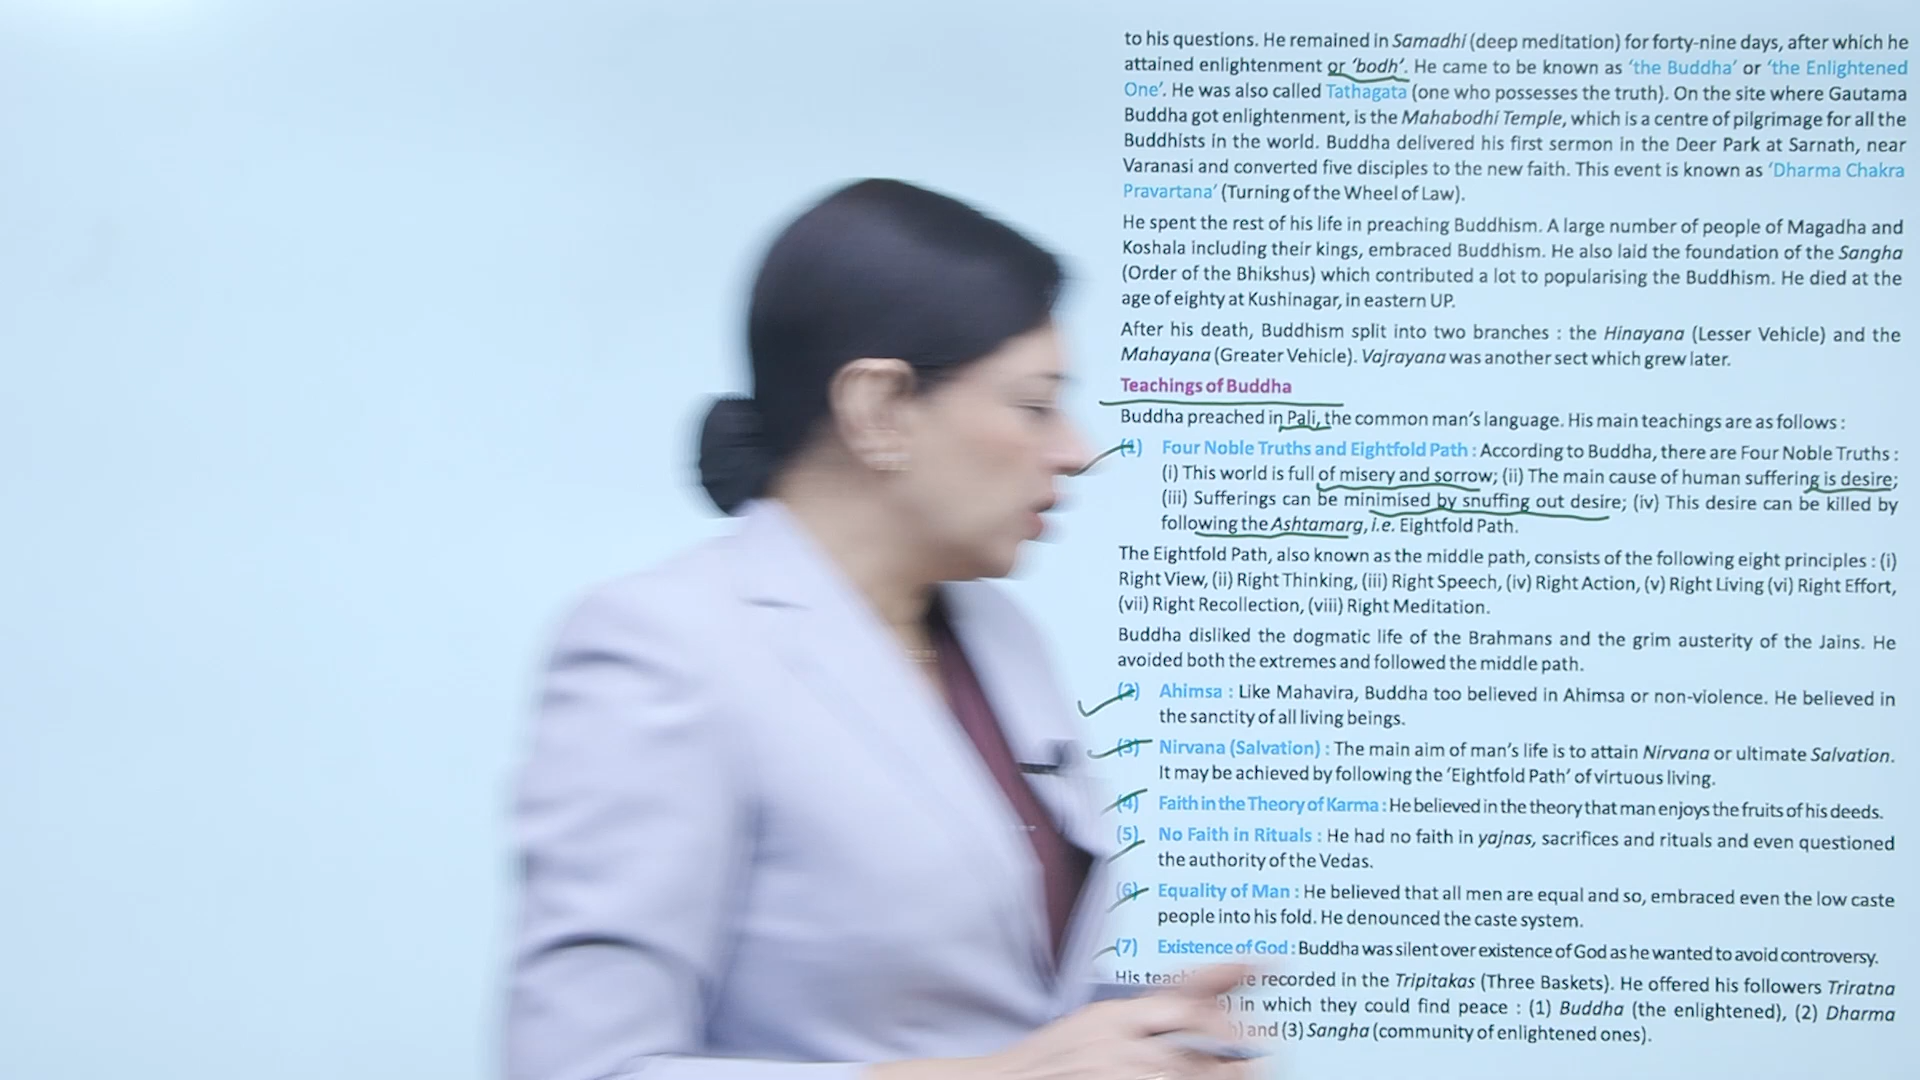 to his questions. He remained in Samadhi (deep meditation) for forty-nine days, after which he
attained enlightenment or ‘bodh’. He came to be known as ‘the Buddha’ or ‘the Enlightened
One’. He was also called Tathagata (one who possesses the truth). On the site where Gautama
Buddha got enlightenment, is the Mahabodhi Temple, which is a centre of pilgrimage for all the
Buddhists in the world. Buddha delivered his first sermon in the Deer Park at Sarnath, near
Varanasi and converted five disciples to the new faith. This event is known as ‘Dharma Chakra
Pravartana’ (Turning of the Wheel of Law).
He spent the rest of his life in preaching Buddhism. A large number of people of Magadha and
Koshala including their kings, embraced Buddhism. He also laid the foundation of the Sangha
(Order of the Bhikshus) which contributed a lot to popularising the Buddhism. He died at the
age of eighty at Kushinagar, in eastern UP.
After his death, Buddhism split into two branches : the Hinayana (Lesser Vehicle) and the
Mahayana (Greater Vehicle). Vajrayana was another sect which grew later.
Teachings of Buddha
Buddha preached in Pali, the common man’s language. His main teachings are as follows :
(1) Four Noble Truths and Eightfold Path : According to Buddha, there are Four Noble Truths :
(i) This world is full of misery and sorrow; (ii) The main cause of human suffering is desire;
(iii) Sufferings can be minimised by snuffing out desire; (iv) This desire can be killed by
following the Ashtamarg, i.e. Eightfold Path.
The Eightfold Path, also known as the middle path, consists of the following eight principles : (i)
Right View, (ii) Right Thinking, (iii) Right Speech, (iv) Right Action, (v) Right Living (vi) Right Effort,
(vii) Right Recollection, (viii) Right Meditation.
Buddha disliked the dogmatic life of the Brahmans and the grim austerity of the Jains. He
avoided both the extremes and followed the middle path.
(2) Ahimsa : Like Mahavira, Buddha too believed in Ahimsa or non-violence. He believed in
the sanctity of all living beings.
(3) Nirvana (Salvation) : The main aim of man’s life is to attain Nirvana or ultimate Salvation.
It may be achieved by following the ‘Eightfold Path’ of virtuous living.
(4) Faith in the Theory of Karma : He believed in the theory that man enjoys the fruits of his deeds.
(5) No Faith in Rituals : He had no faith in yajnas, sacrifices and rituals and even questioned
the authority of the Vedas.
(6) Equality of Man : He believed that all men are equal and so, embraced even the low caste
people into his fold. He denounced the caste system.
(7) Existence of God : Buddha was silent over existence of God as he wanted to avoid controversy.
His recorded in the Tripitakas (Three Baskets). He offered his followers Triratna
in which they could find peace : (1) Buddha (the enlightened), (2) Dharma
and (3) Sangha (community of enlightened ones).